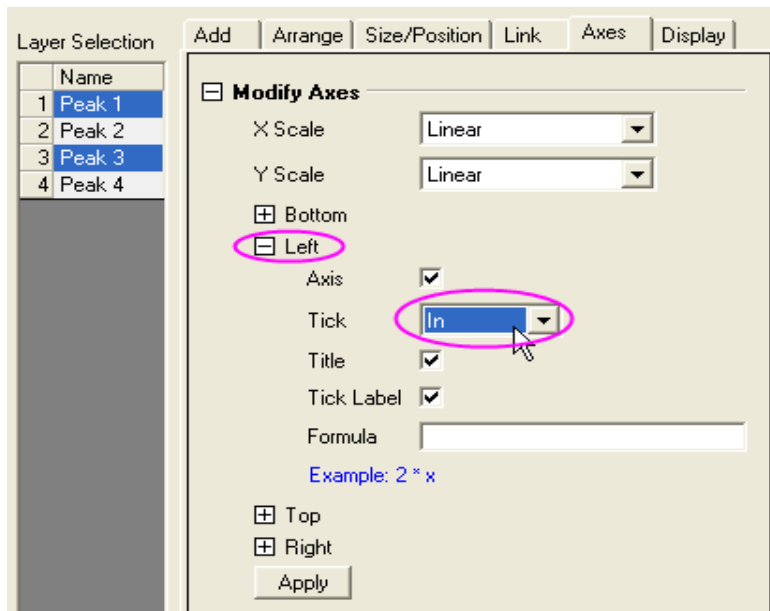 Layer Selection
Add Arrange Size/Position Link Axes Display
Name
1 Peak 1
2 Peak 2
3 Peak 3
4 Peak 4
Modify Axes
X Scale Linear
Y Scale Linear
Bottom
Left
Axis
Tick In
Title
Tick Label
Formula
Example: 2 * x
Top
Right
Apply